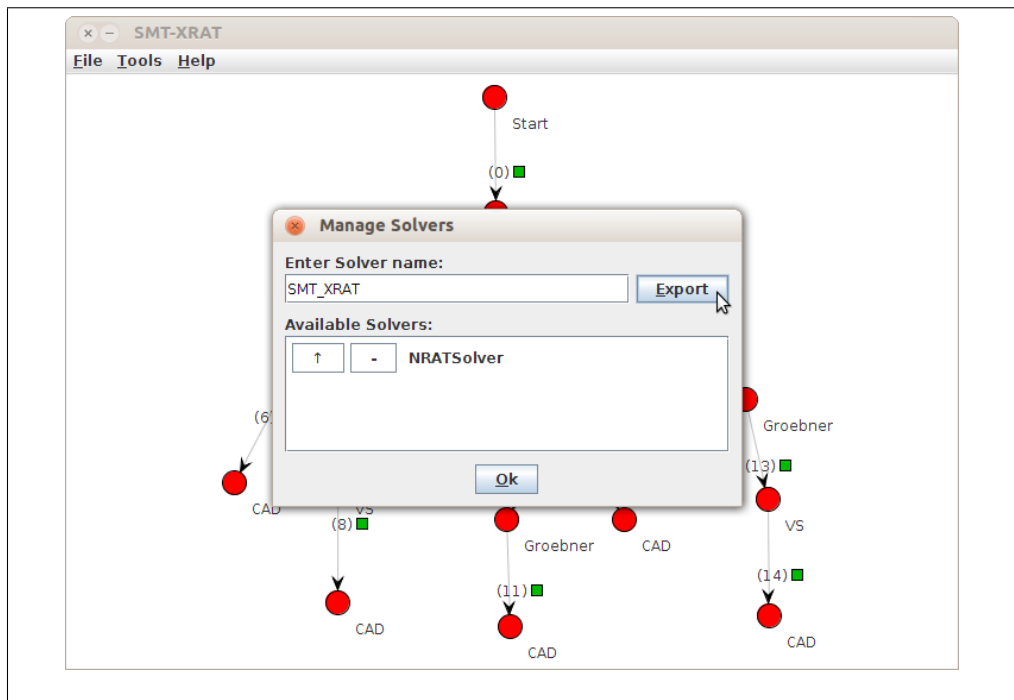 SMT-XRAT
File Tools Help
Start
(0)
Manage Solvers
Enter Solver name:
SMT_XRAT
Export
Available Solvers:
↑ - NRATSolver
Ok
(6)
Groebner
(13)
CAD
VS
(8)
Groebner
CAD
VS
(11)
(14)
CAD
CAD
CAD